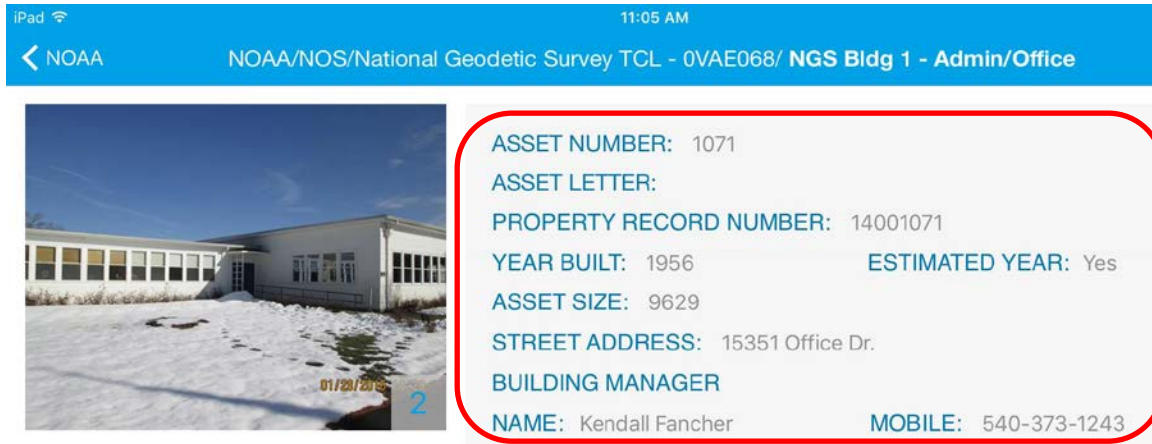 iPad
11:05 AM
NOAA
NOAA/NOS/National Geodetic Survey TCL - 0VAE068/ NGS Bldg 1 - Admin/Office
ASSET NUMBER: 1071
ASSET LETTER:
PROPERTY RECORD NUMBER: 14001071
YEAR BUILT: 1956 ESTIMATED YEAR: Yes
ASSET SIZE: 9629
STREET ADDRESS: 15351 Office Dr.
BUILDING MANAGER
NAME: Kendall Fancher MOBILE: 540-373-1243
2